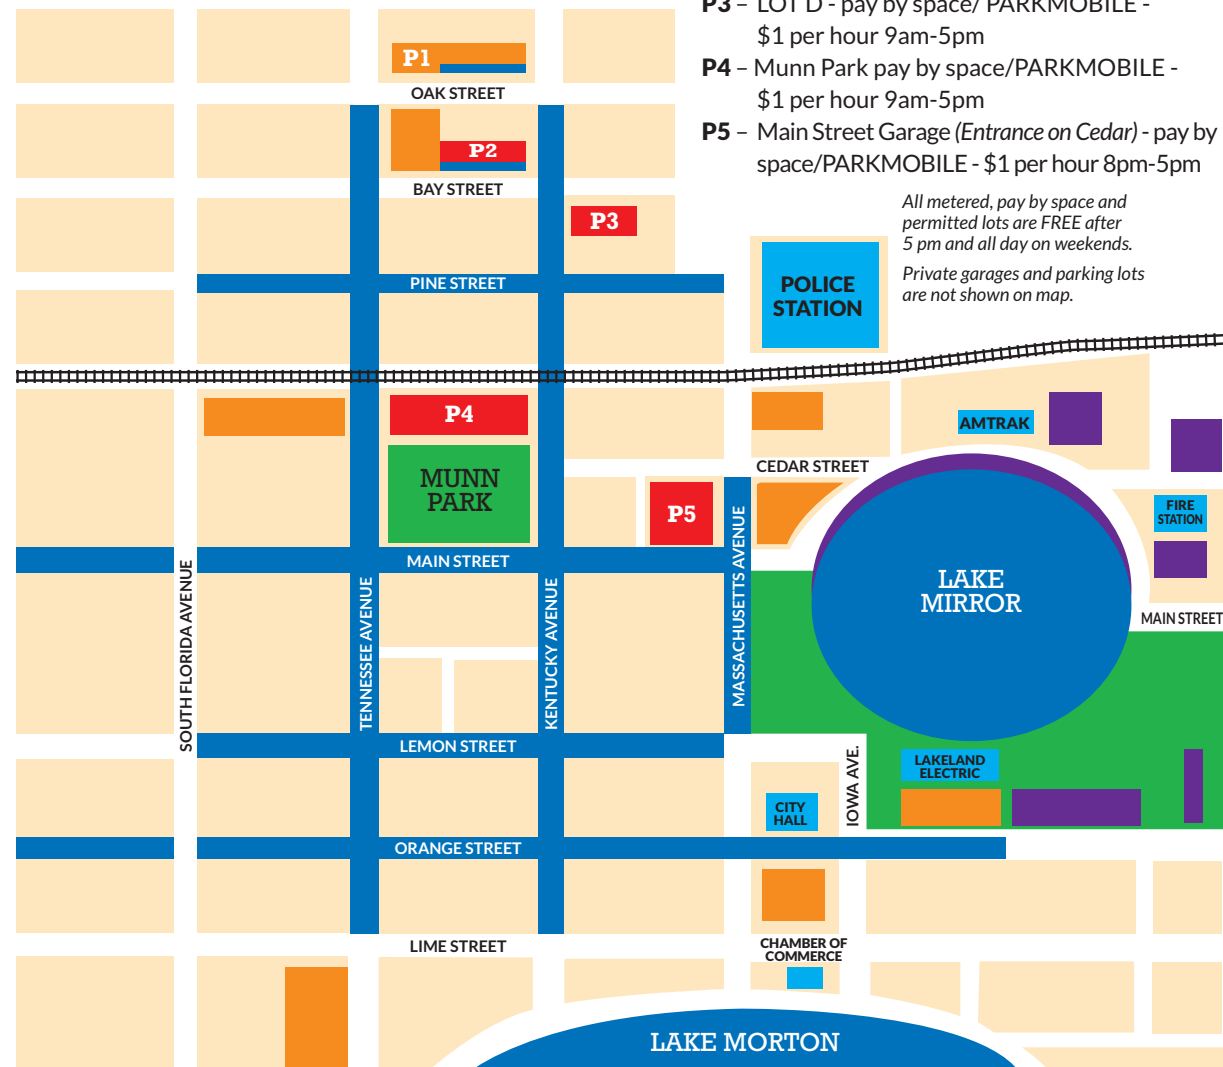 P3 – LOT D - pay by space/ PARKMOBILE -
$1 per hour 9am-5pm
P4 – Munn Park pay by space/PARKMOBILE -
$1 per hour 9am-5pm
P5 – Main Street Garage (Entrance on Cedar) - pay by
space/PARKMOBILE - $1 per hour 8pm-5pm
All metered, pay by space and
permitted lots are FREE after
5 pm and all day on weekends.
Private garages and parking lots
are not shown on map.
P1
OAK STREET
P2
BAY STREET
P3
PINE STREET
POLICE
STATION
P4
MUNN
PARK
AMTRAK
CEDAR STREET
P5
FIRE
STATION
MAIN STREET
LAKE
MIRROR
MAIN STREET
SOUTH FLORIDA AVENUE
TENNESSEE AVENUE
KENTUCKY AVENUE
MASSACHUSETTS AVENUE
LEMON STREET
IOWA AVE.
LAKELAND
ELECTRIC
CITY
HALL
ORANGE STREET
LIME STREET
CHAMBER OF
COMMERCE
LAKE MORTON